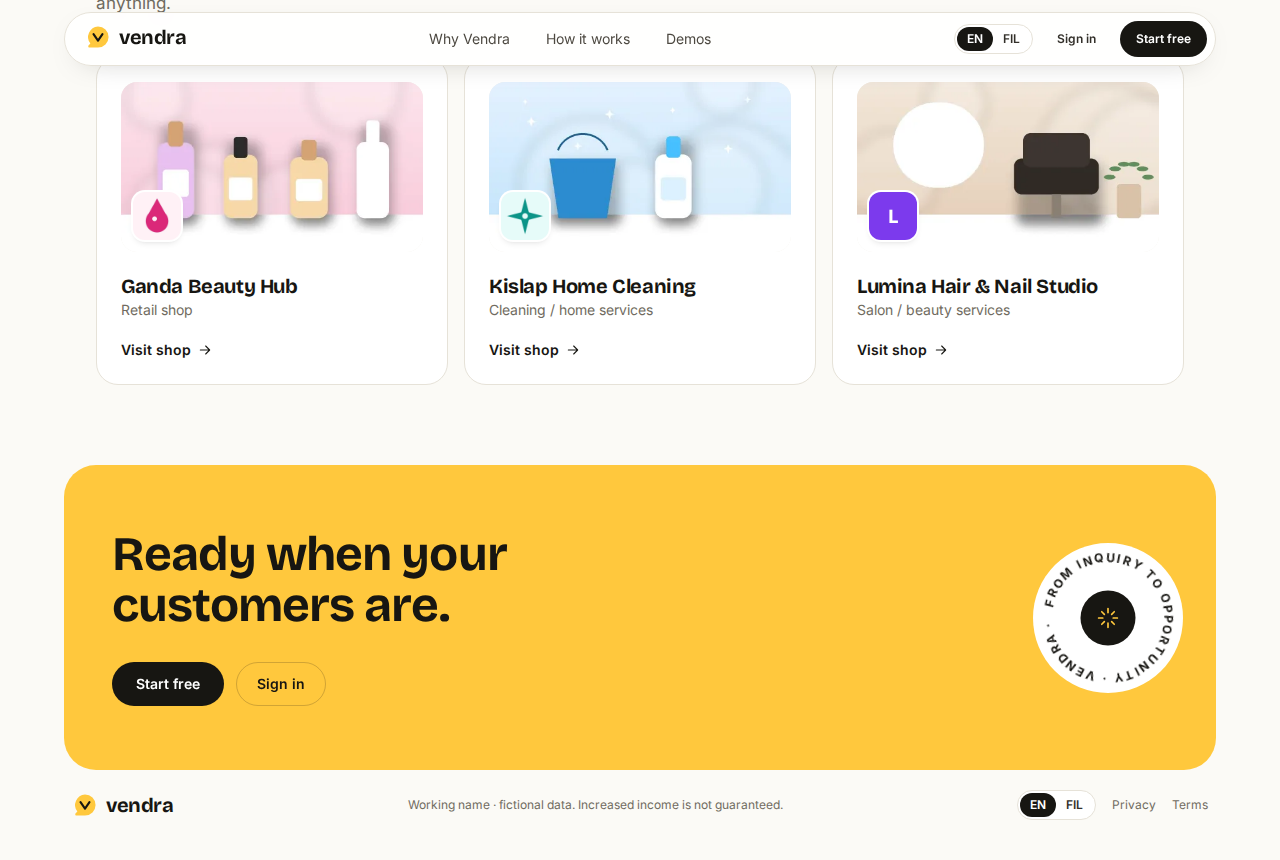 anything.
vendra
Why Vendra
How it works
Demos
EN FIL
Sign in
Start free
L
Ganda Beauty Hub
Retail shop
Visit shop →
Kislap Home Cleaning
Cleaning / home services
Visit shop →
Lumina Hair & Nail Studio
Salon / beauty services
Visit shop →
Ready when your
customers are.
Start free
Sign in
FROM INQUIRY TO OPPORTUNITY · VENDRA ·
vendra
Working name · fictional data. Increased income is not guaranteed.
EN FIL
Privacy
Terms